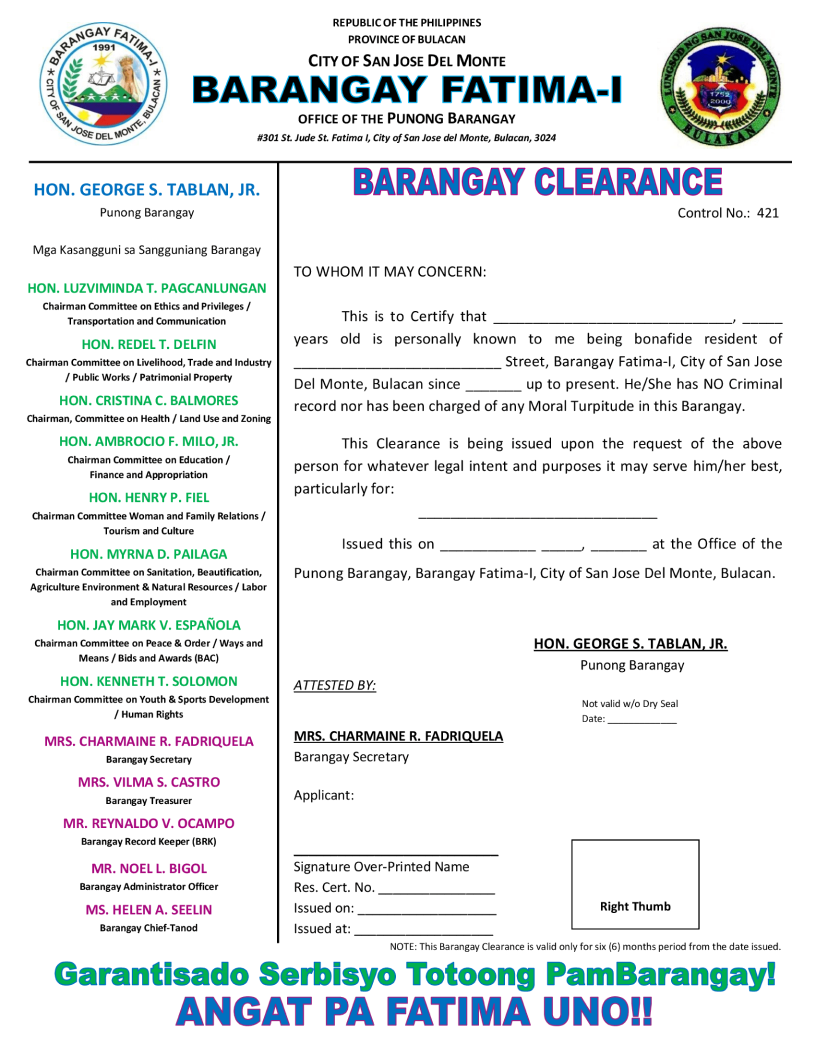 REPUBLIC OF THE PHILIPPINES
PROVINCE OF BULACAN
CITY OF SAN JOSE DEL MONTE
BARANGAY FATIMA-I
OFFICE OF THE PUNONG BARANGAY
#301 St. Jude St. Fatima I, City of San Jose del Monte, Bulacan, 3024
BARANGAY FATIMA-I
1991
CITY OF SAN JOSE DEL MONTE, BULACAN
LUNGSOD NG SAN JOSE DEL MONTE
1752
2000
BULAKAN
HON. GEORGE S. TABLAN, JR.
Punong Barangay
Mga Kasangguni sa Sangguniang Barangay
HON. LUZVIMINDA T. PAGCANLUNGAN
Chairman Committee on Ethics and Privileges /
Transportation and Communication
HON. REDEL T. DELFIN
Chairman Committee on Livelihood, Trade and Industry
/ Public Works / Patrimonial Property
HON. CRISTINA C. BALMORES
Chairman, Committee on Health / Land Use and Zoning
HON. AMBROCIO F. MILO, JR.
Chairman Committee on Education /
Finance and Appropriation
HON. HENRY P. FIEL
Chairman Committee Woman and Family Relations /
Tourism and Culture
HON. MYRNA D. PAILAGA
Chairman Committee on Sanitation, Beautification,
Agriculture Environment & Natural Resources / Labor
and Employment
HON. JAY MARK V. ESPAÑOLA
Chairman Committee on Peace & Order / Ways and
Means / Bids and Awards (BAC)
HON. KENNETH T. SOLOMON
Chairman Committee on Youth & Sports Development
/ Human Rights
MRS. CHARMAINE R. FADRIQUELA
Barangay Secretary
MRS. VILMA S. CASTRO
Barangay Treasurer
MR. REYNALDO V. OCAMPO
Barangay Record Keeper (BRK)
MR. NOEL L. BIGOL
Barangay Administrator Officer
MS. HELEN A. SEELIN
Barangay Chief-Tanod
BARANGAY CLEARANCE
Control No.: 421
TO WHOM IT MAY CONCERN:
This is to Certify that ______________________________, _____
years old is personally known to me being bonafide resident of
__________________________ Street, Barangay Fatima-I, City of San Jose
Del Monte, Bulacan since _______ up to present. He/She has NO Criminal
record nor has been charged of any Moral Turpitude in this Barangay.
This Clearance is being issued upon the request of the above
person for whatever legal intent and purposes it may serve him/her best,
particularly for:
______________________________
Issued this on ____________ _____, _______ at the Office of the
Punong Barangay, Barangay Fatima-I, City of San Jose Del Monte, Bulacan.
HON. GEORGE S. TABLAN, JR.
Punong Barangay
ATTESTED BY:
Not valid w/o Dry Seal
Date: _____________
MRS. CHARMAINE R. FADRIQUELA
Barangay Secretary
Applicant:
__________________________
Signature Over-Printed Name
Res. Cert. No. _______________
Issued on: __________________
Issued at: __________________
Right Thumb
NOTE: This Barangay Clearance is valid only for six (6) months period from the date issued.
Garantisado Serbisyo Totoong PamBarangay!
ANGAT PA FATIMA UNO!!